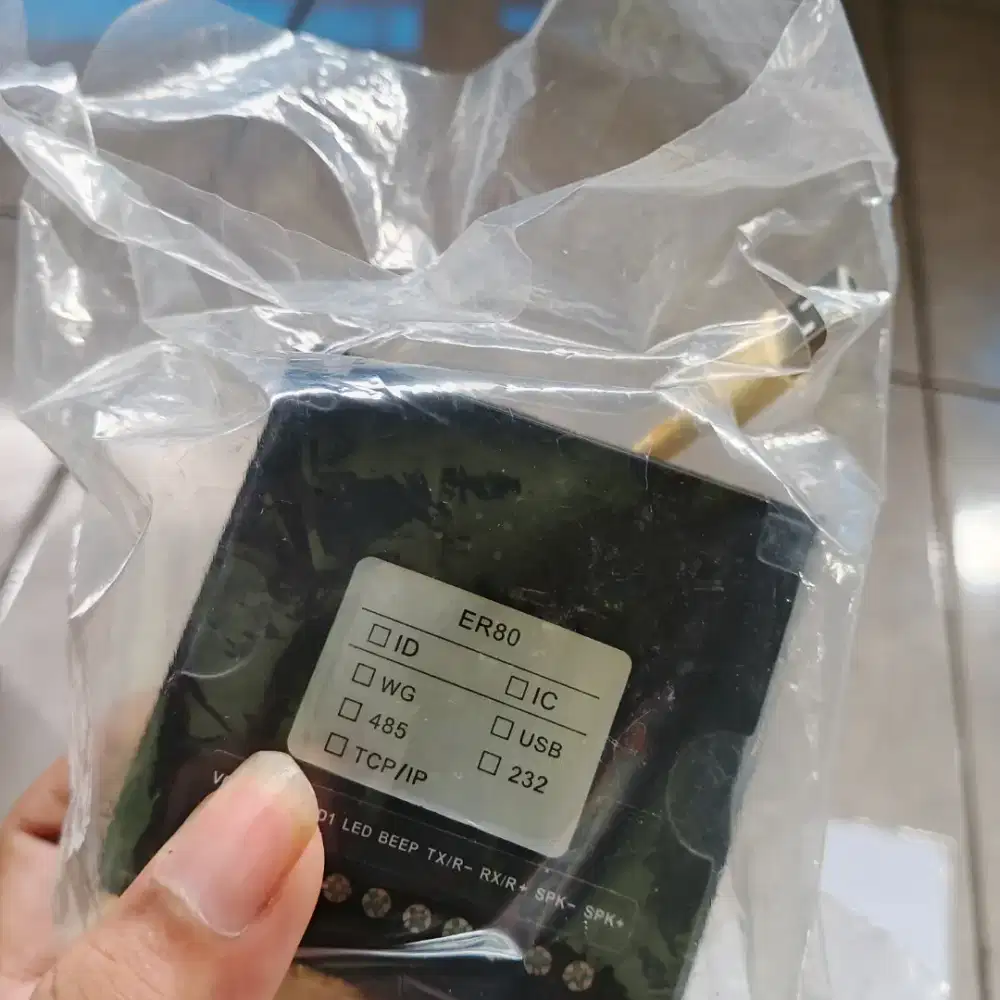 ER80
☐ ID ☐ IC
☐ WG ☐ USB
☐ 485 ☐ 232
☐ TCP/IP
LED BEEP TX/R- RX/R+ SPK- SPK+